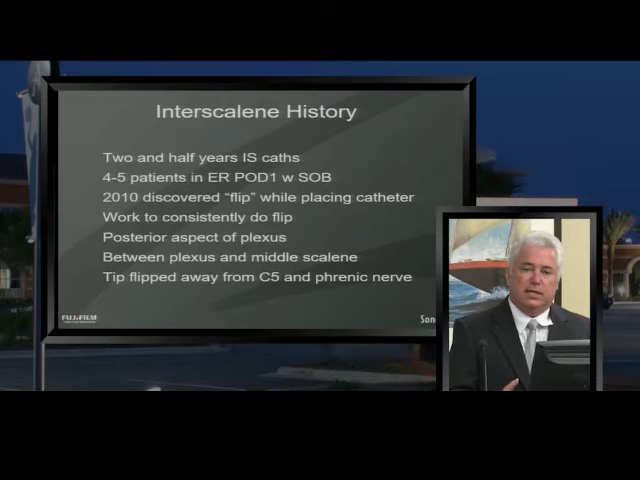 Interscalene History
Two and half years IS caths
4-5 patients in ER POD1 w SOB
2010 discovered “flip” while placing catheter
Work to consistently do flip
Posterior aspect of plexus
Between plexus and middle scalene
Tip flipped away from C5 and phrenic nerve
FUJIFILM
Son